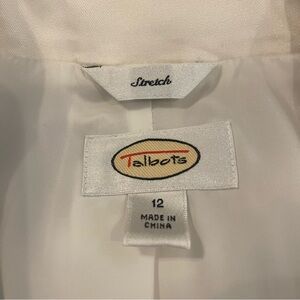 Stretch
Talbots
12
MADE IN
CHINA